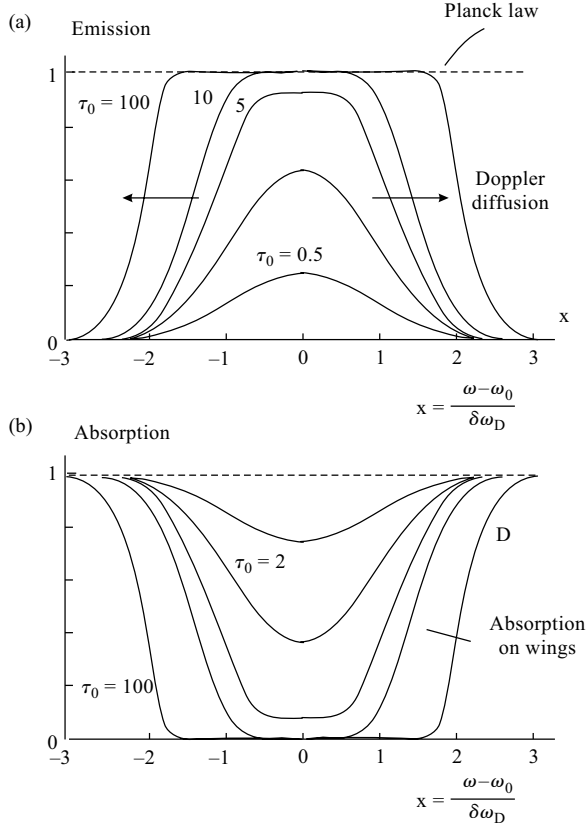 (a)
Emission
Planck law
1
τ₀ = 100
10
5
Doppler
diffusion
τ₀ = 0.5
x
0
−3 −2 −1 0 1 2 3
x = ω−ω₀ / δω_D
(b)
Absorption
1
D
τ₀ = 2
Absorption
on wings
τ₀ = 100
0
−3 −2 −1 0 1 2 3
x = ω−ω₀ / δω_D